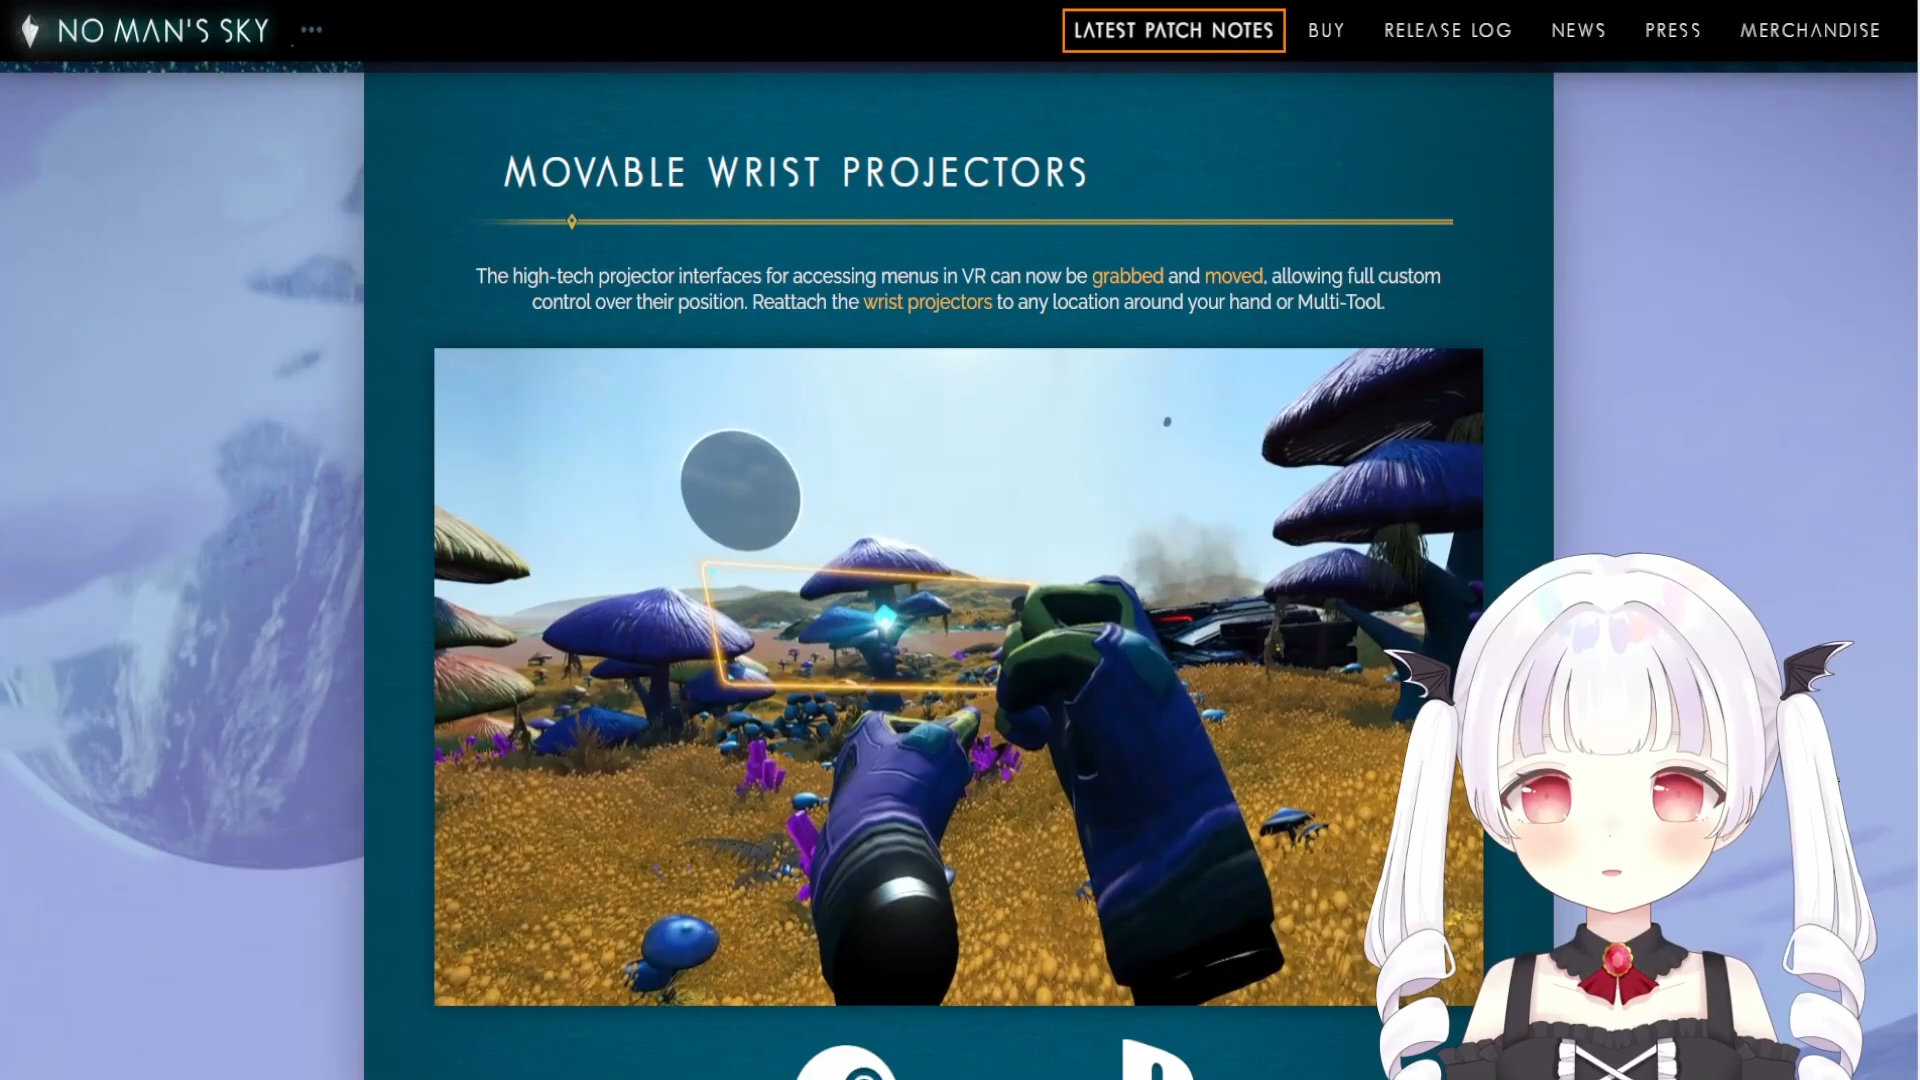 NO MAN'S SKY
LATEST PATCH NOTES BUY RELEASE LOG NEWS PRESS MERCHANDISE
MOVABLE WRIST PROJECTORS
The high-tech projector interfaces for accessing menus in VR can now be grabbed and moved, allowing full custom
control over their position. Reattach the wrist projectors to any location around your hand or Multi-Tool.